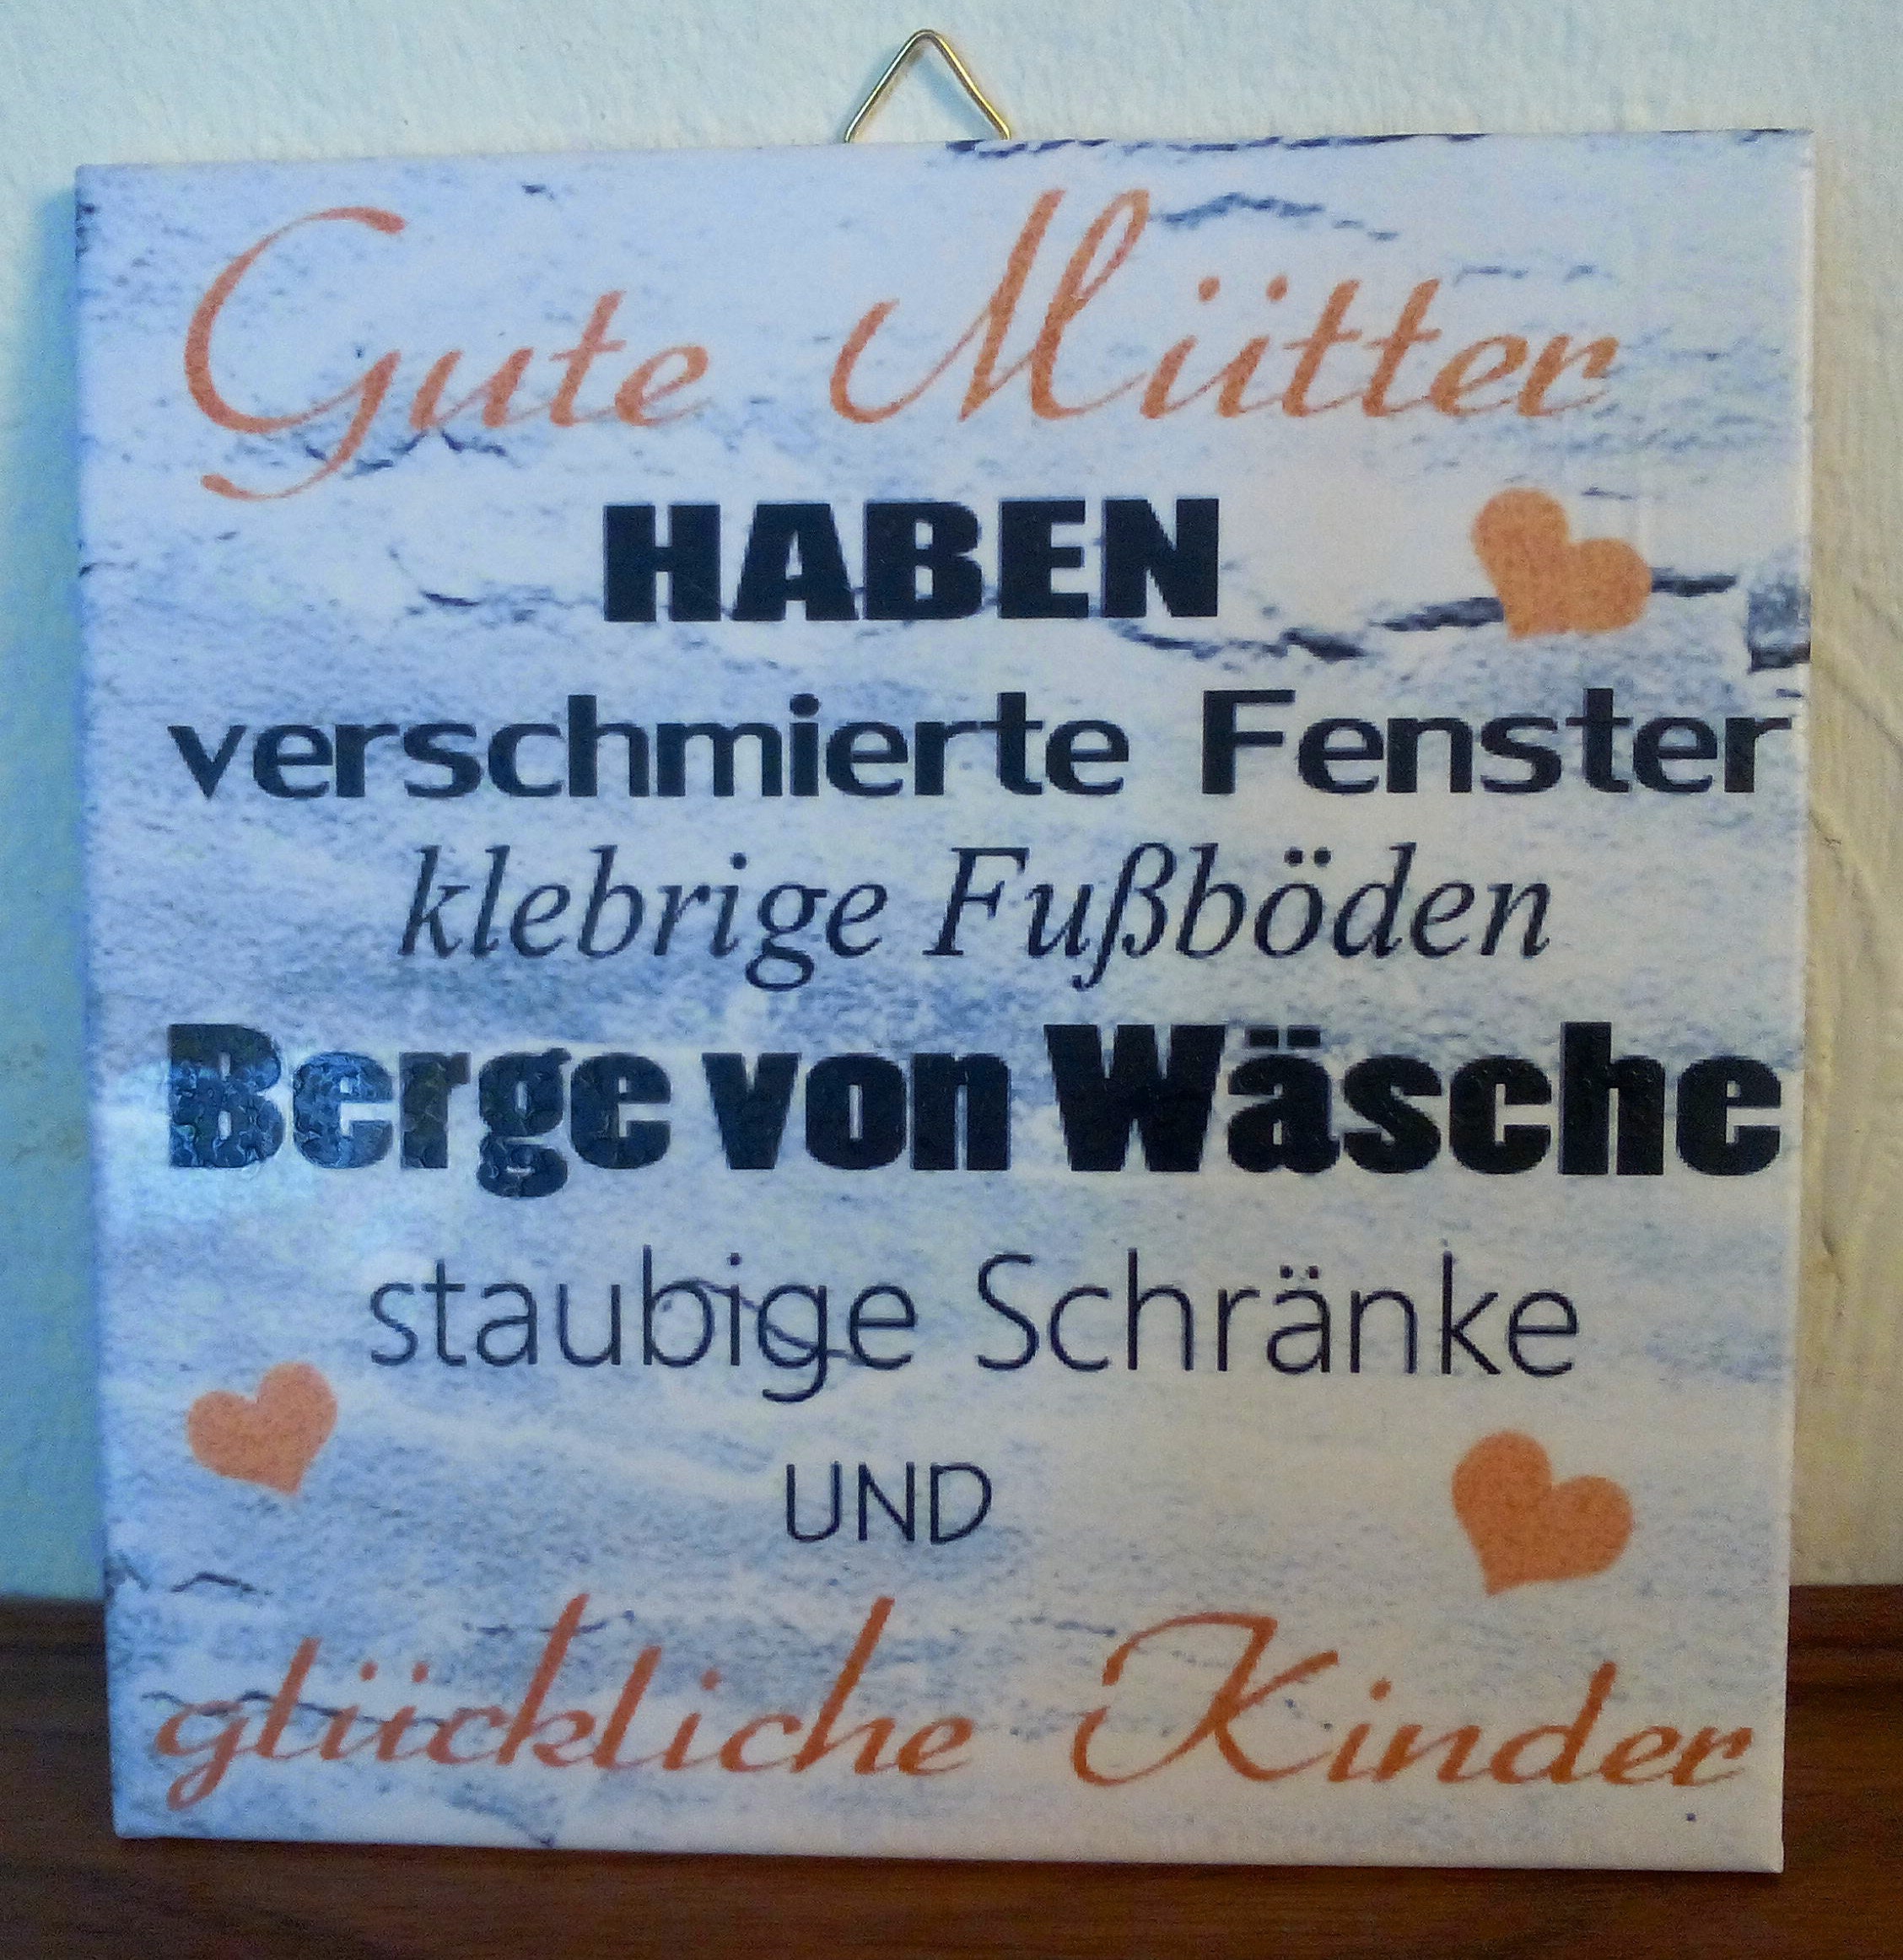 Gute Mütter
HABEN
verschmierte Fenster
klebrige Fußböden
Berge von Wäsche
staubige Schränke
UND
glückliche Kinder